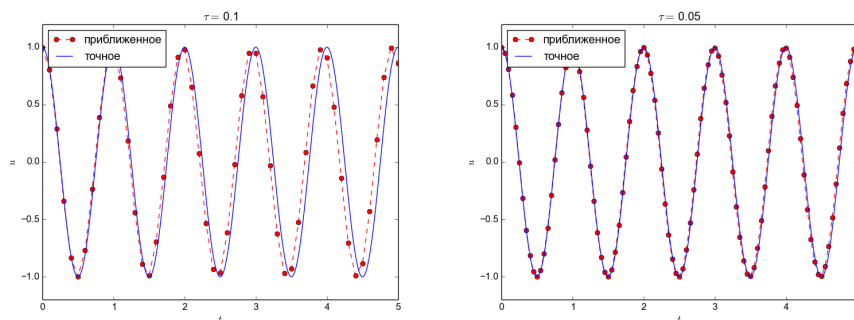 τ = 0.1
приближенное
точное
u
1.0
0.5
0.0
−0.5
−1.0
0
1
2
3
4
5
t
τ = 0.05
приближенное
точное
u
1.0
0.5
0.0
−0.5
−1.0
0
1
2
3
4
t